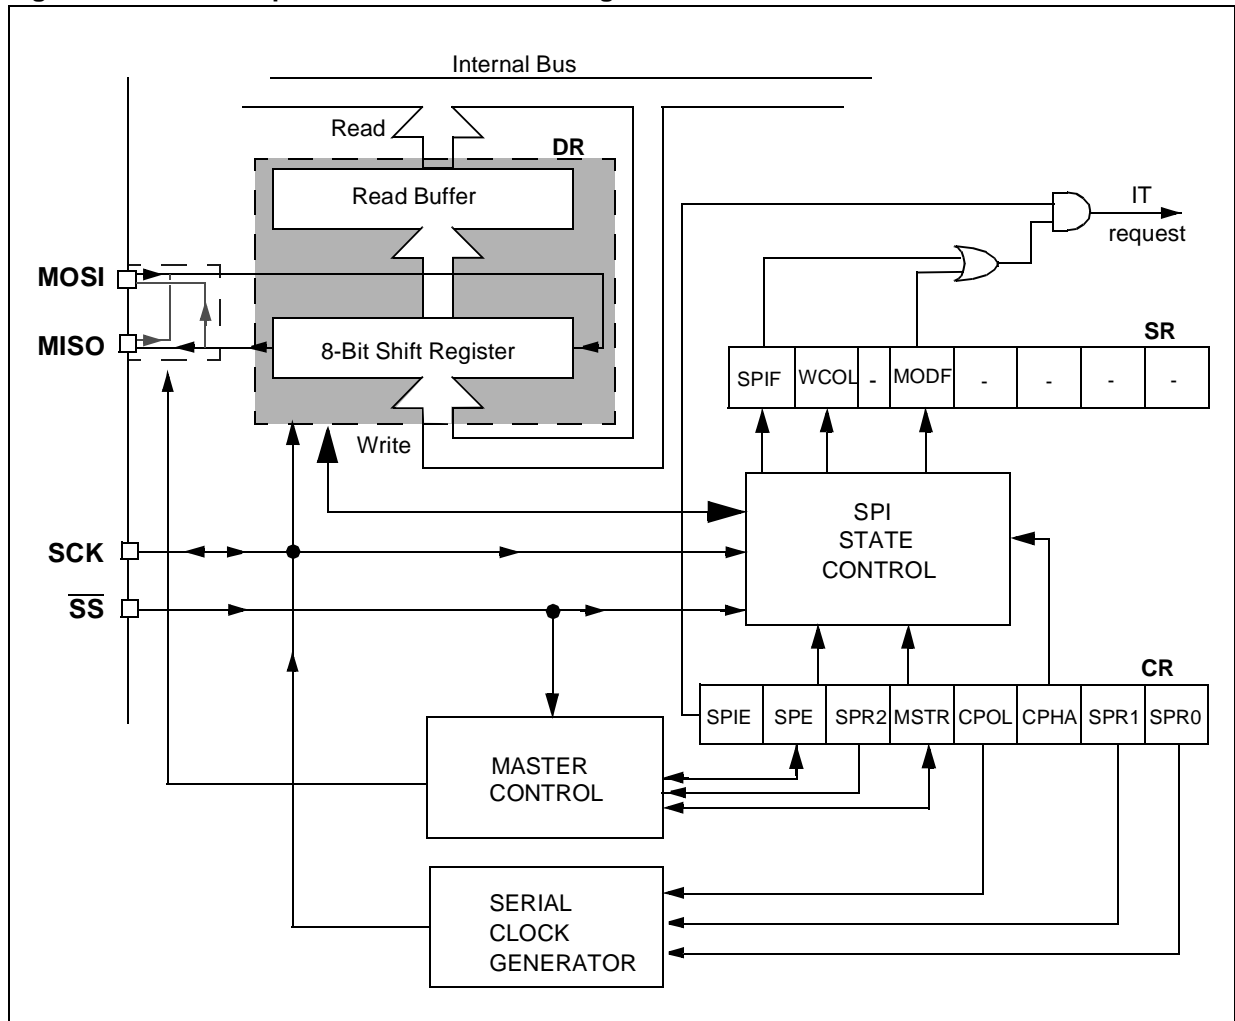 Internal Bus
Read
DR
Read Buffer
IT
request
MOSI
MISO
8-Bit Shift Register
SR
SPIF WCOL - MODF - - - -
Write
SPI
STATE
CONTROL
SCK
SS
CR
SPIE SPE SPR2 MSTR CPOL CPHA SPR1 SPR0
MASTER
CONTROL
SERIAL
CLOCK
GENERATOR